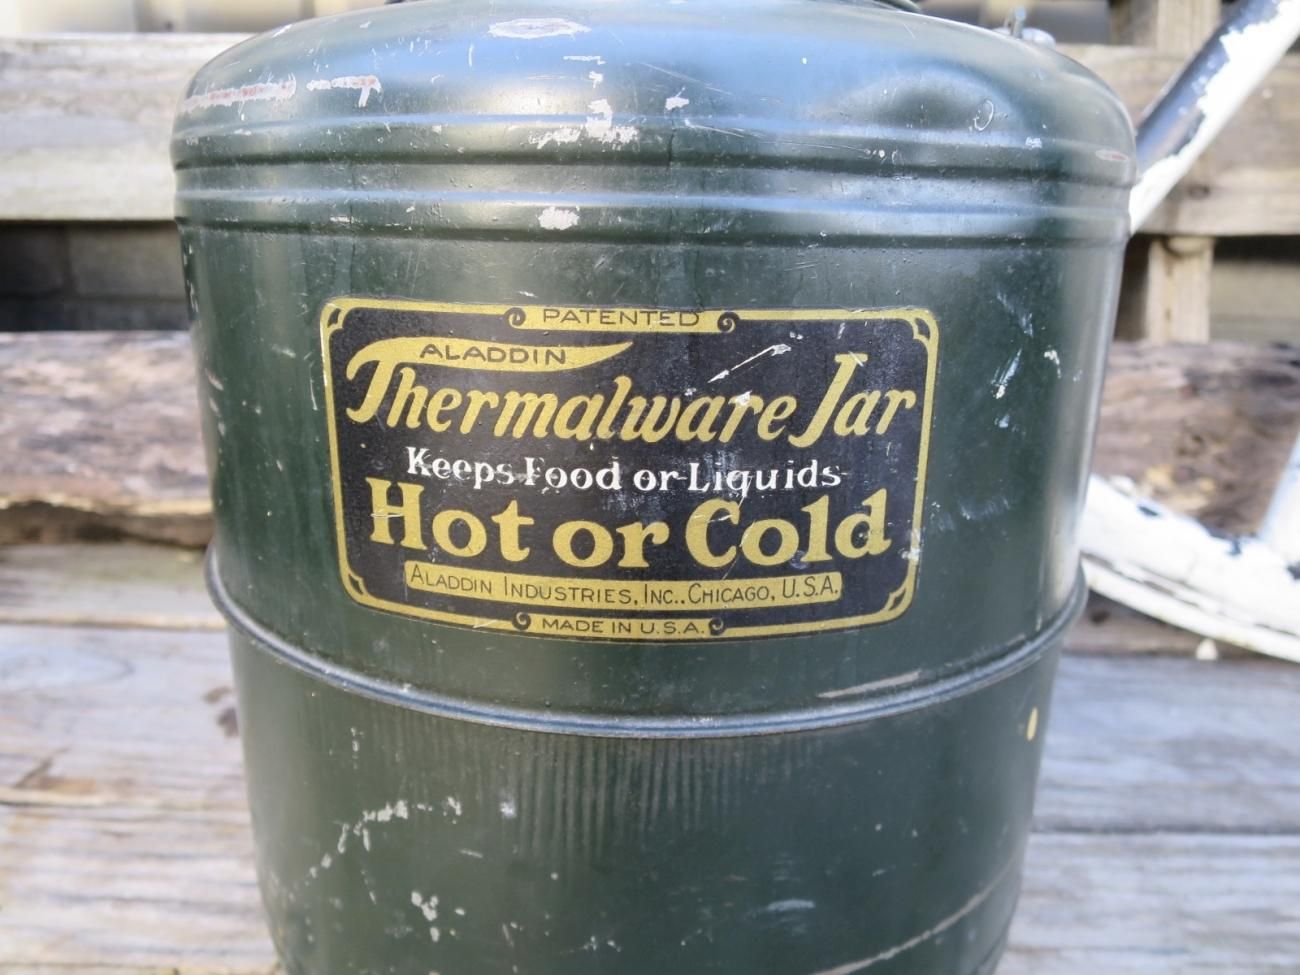 PATENTED
ALADDIN
Thermalware Jar
Keeps Food or Liquids
Hot or Cold
ALADDIN INDUSTRIES, INC., CHICAGO, U.S.A.
MADE IN U.S.A.